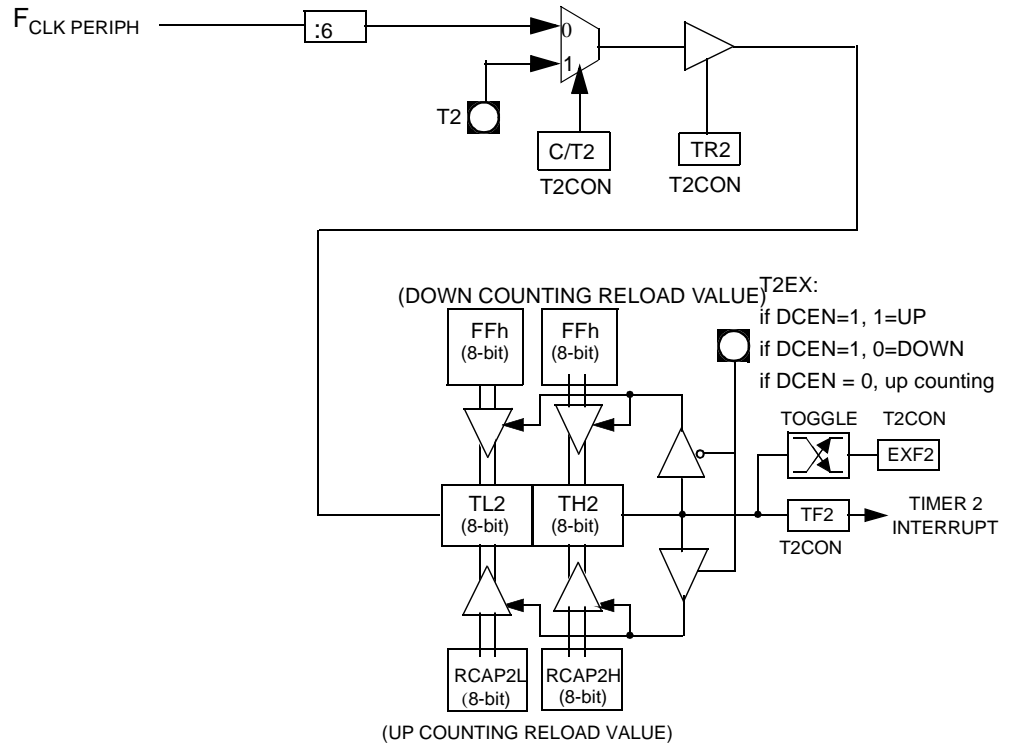 FCLK PERIPH
:6
0
1
T2
C/T2
TR2
T2CON
T2CON
T2EX:
(DOWN COUNTING RELOAD VALUE)
if DCEN=1, 1=UP
FFh
(8-bit)
FFh
(8-bit)
if DCEN=1, 0=DOWN
if DCEN = 0, up counting
TOGGLE
T2CON
EXF2
TL2
(8-bit)
TH2
(8-bit)
TF2
TIMER 2
INTERRUPT
T2CON
RCAP2L
(8-bit)
RCAP2H
(8-bit)
(UP COUNTING RELOAD VALUE)